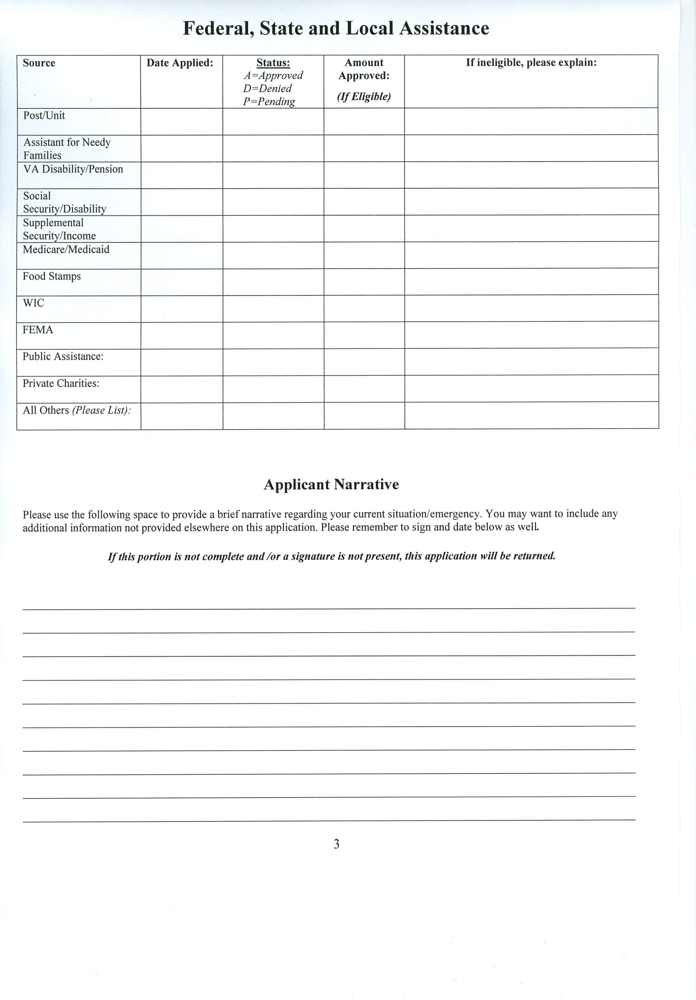 Federal, State and Local Assistance
Source
Date Applied:
Status:
A=Approved
D=Denied
P=Pending
Amount
Approved:
(If Eligible)
If ineligible, please explain:
Post/Unit
Assistant for Needy
Families
VA Disability/Pension
Social
Security/Disability
Supplemental
Security/Income
Medicare/Medicaid
Food Stamps
WIC
FEMA
Public Assistance:
Private Charities:
All Others (Please List):
Applicant Narrative
Please use the following space to provide a brief narrative regarding your current situation/emergency. You may want to include any
additional information not provided elsewhere on this application. Please remember to sign and date below as well.
If this portion is not complete and /or a signature is not present, this application will be returned.
3